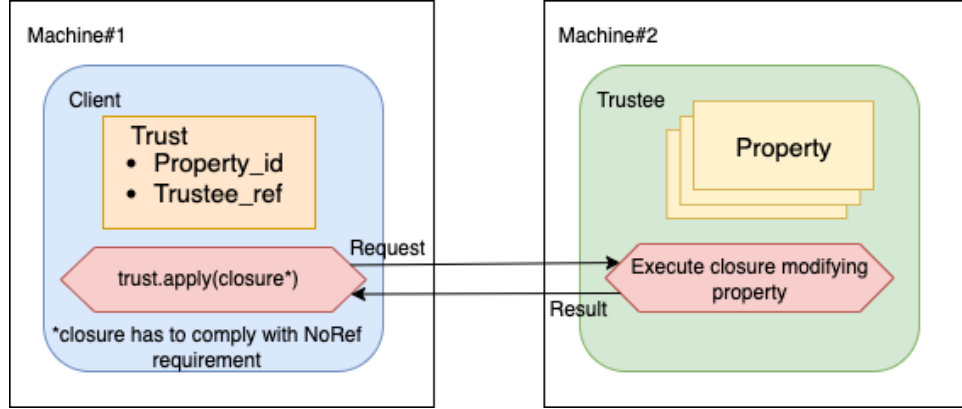 Machine#1
Client
Trust
• Property_id
• Trustee_ref
trust.apply(closure*)
*closure has to comply with NoRef
requirement
Request
Result
Machine#2
Trustee
Property
Execute closure modifying
property